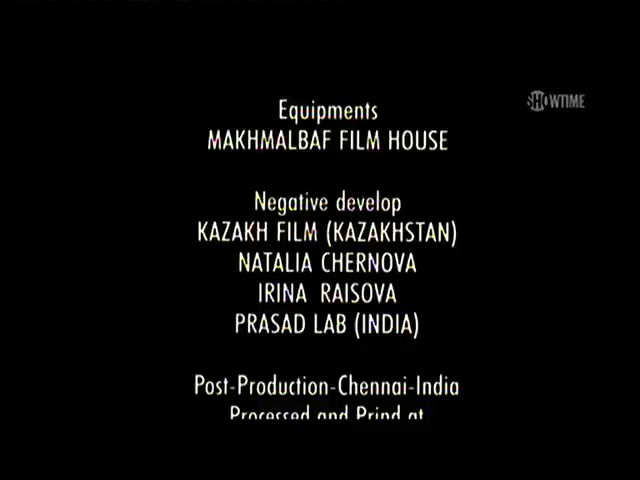 SHOWTIME
Equipments
MAKHMALBAF FILM HOUSE
Negative develop
KAZAKH FILM (KAZAKHSTAN)
NATALIA CHERNOVA
IRINA RAISOVA
PRASAD LAB (INDIA)
Post-Production-Chennai-India
Processed and Prind at